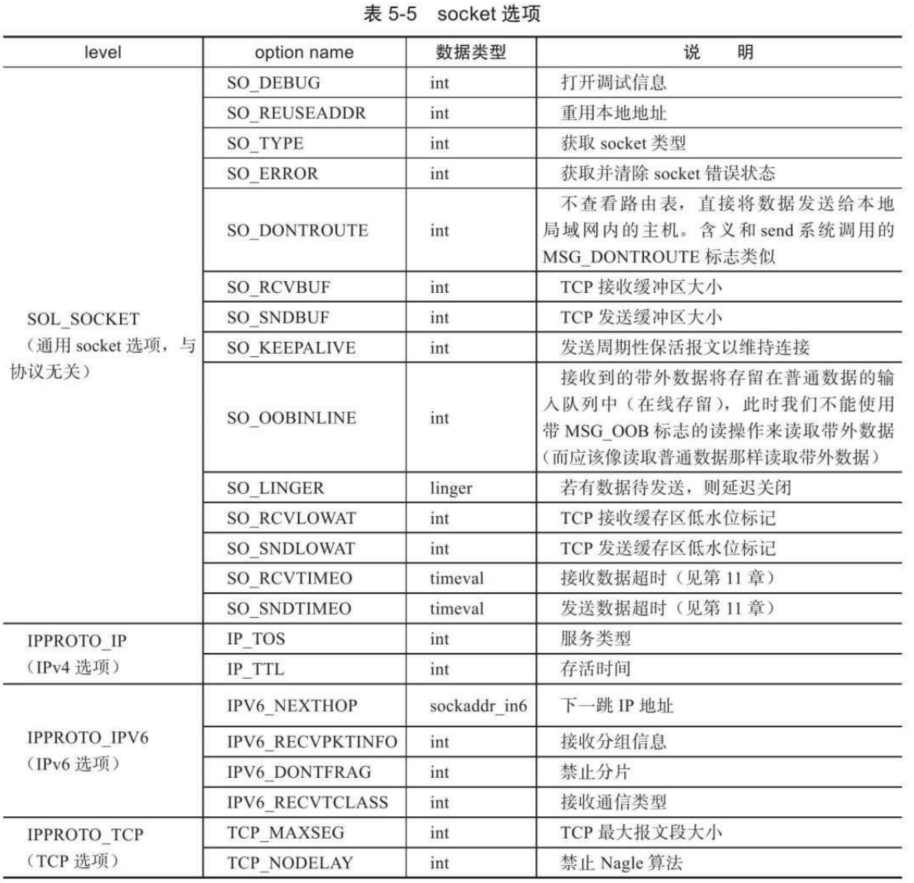 表 5-5 socket 选项
level option name 数据类型 说 明
SO_DEBUG int 打开调试信息
SO_REUSEADDR int 重用本地地址
SO_TYPE int 获取 socket 类型
SO_ERROR int 获取并清除 socket 错误状态
SO_DONTROUTE int 不查看路由表，直接将数据发送给本地
局域网内的主机。含义和 send 系统调用的
MSG_DONTROUTE 标志类似
SO_RCVBUF int TCP 接收缓冲区大小
SOL_SOCKET
（通用 socket 选项，与
协议无关）
SO_SNDBUF int TCP 发送缓冲区大小
SO_KEEPALIVE int 发送周期性保活报文以维持连接
SO_OOBINLINE int 接收到的带外数据将存留在普通数据的输
入队列中（在线存留），此时我们不能使用
带 MSG_OOB 标志的读操作来读取带外数据
（而应该像读取普通数据那样读取带外数据）
SO_LINGER linger 若有数据待发送，则延迟关闭
SO_RCVLOWAT int TCP 接收缓存区低水位标记
SO_SNDLOWAT int TCP 发送缓存区低水位标记
SO_RCVTIMEO timeval 接收数据超时（见第 11 章）
SO_SNDTIMEO timeval 发送数据超时（见第 11 章）
IPPROTO_IP
（IPv4 选项）
IP_TOS int 服务类型
IP_TTL int 存活时间
IPPROTO_IPV6
（IPv6 选项）
IPV6_NEXTHOP sockaddr_in6 下一跳 IP 地址
IPV6_RECVPKTINFO int 接收分组信息
IPV6_DONTFRAG int 禁止分片
IPV6_RECVTCLASS int 接收通信类型
IPPROTO_TCP
（TCP 选项）
TCP_MAXSEG int TCP 最大报文段大小
TCP_NODELAY int 禁止 Nagle 算法